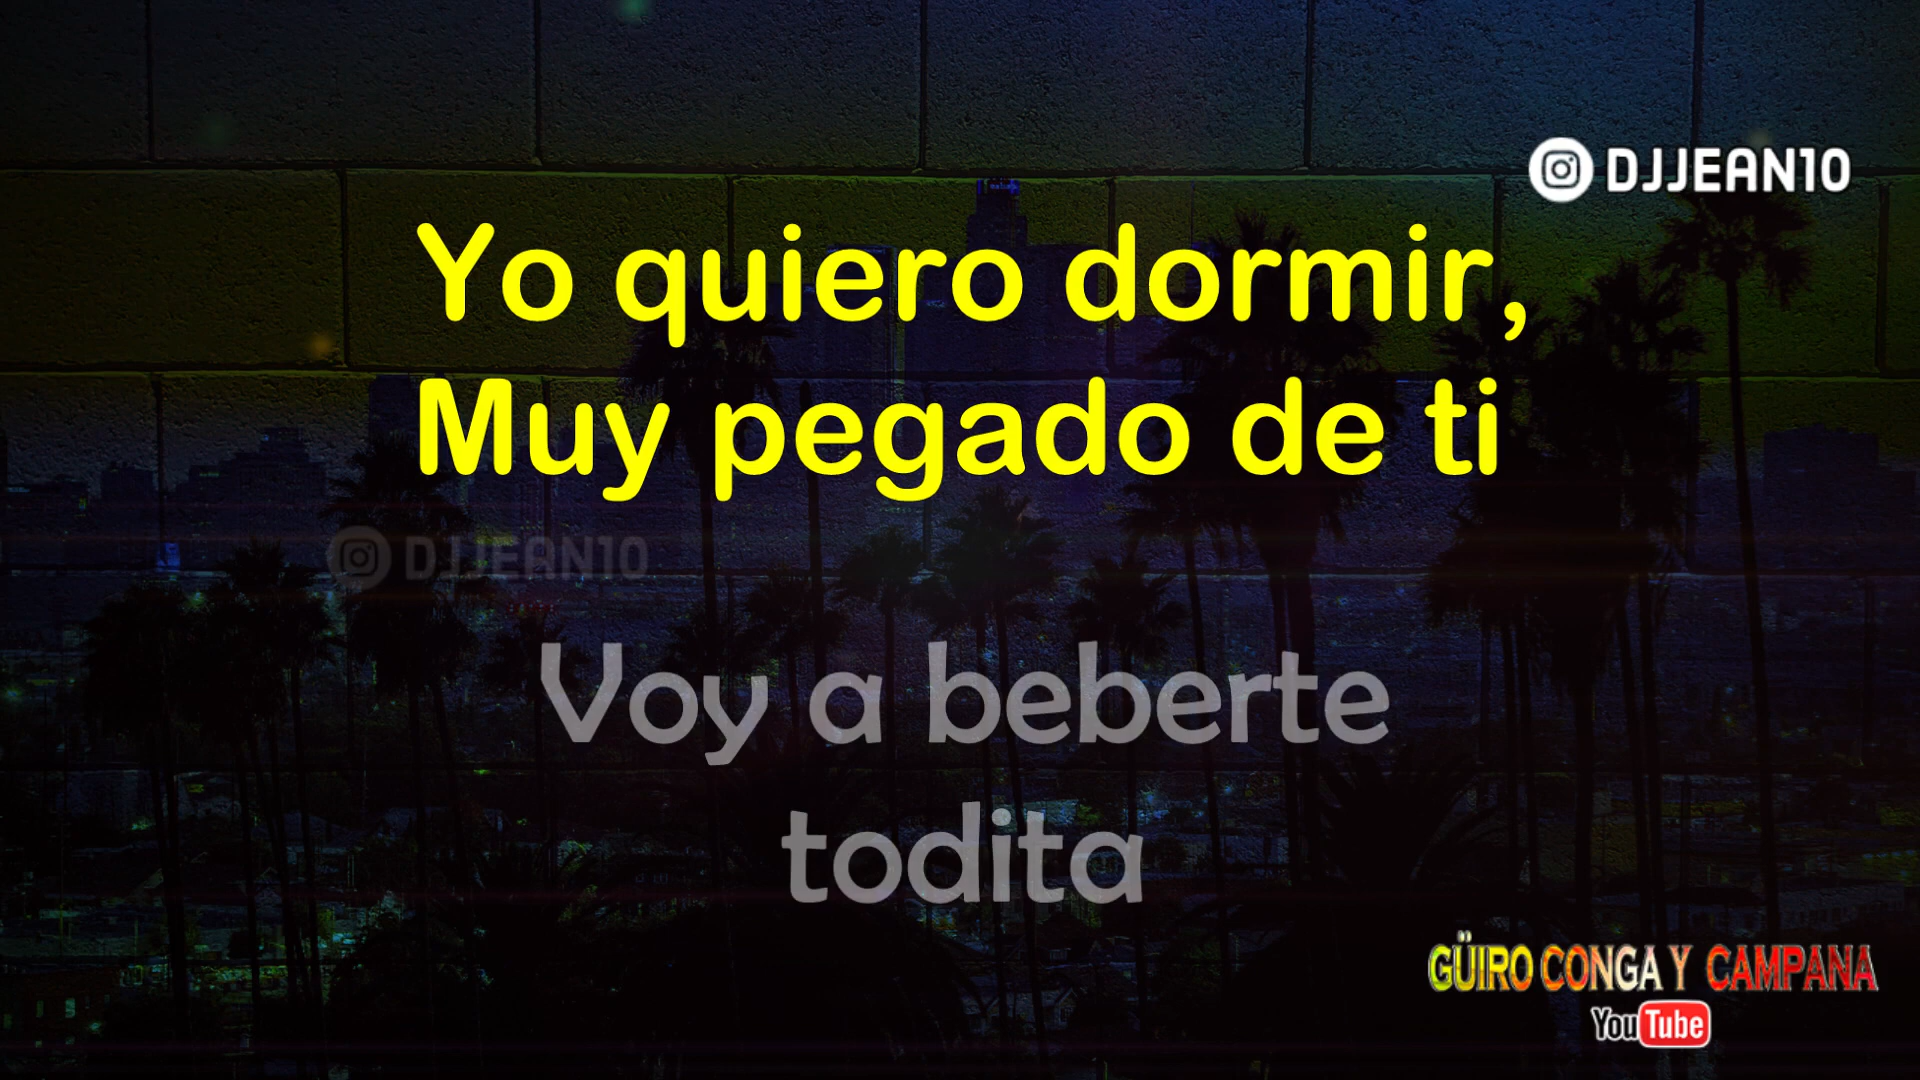 DJJEAN10
Yo quiero dormir,
Muy pegado de ti
DJJEAN10
Voy a beberte
todita
GÜIRO CONGA Y CAMPANA
YouTube